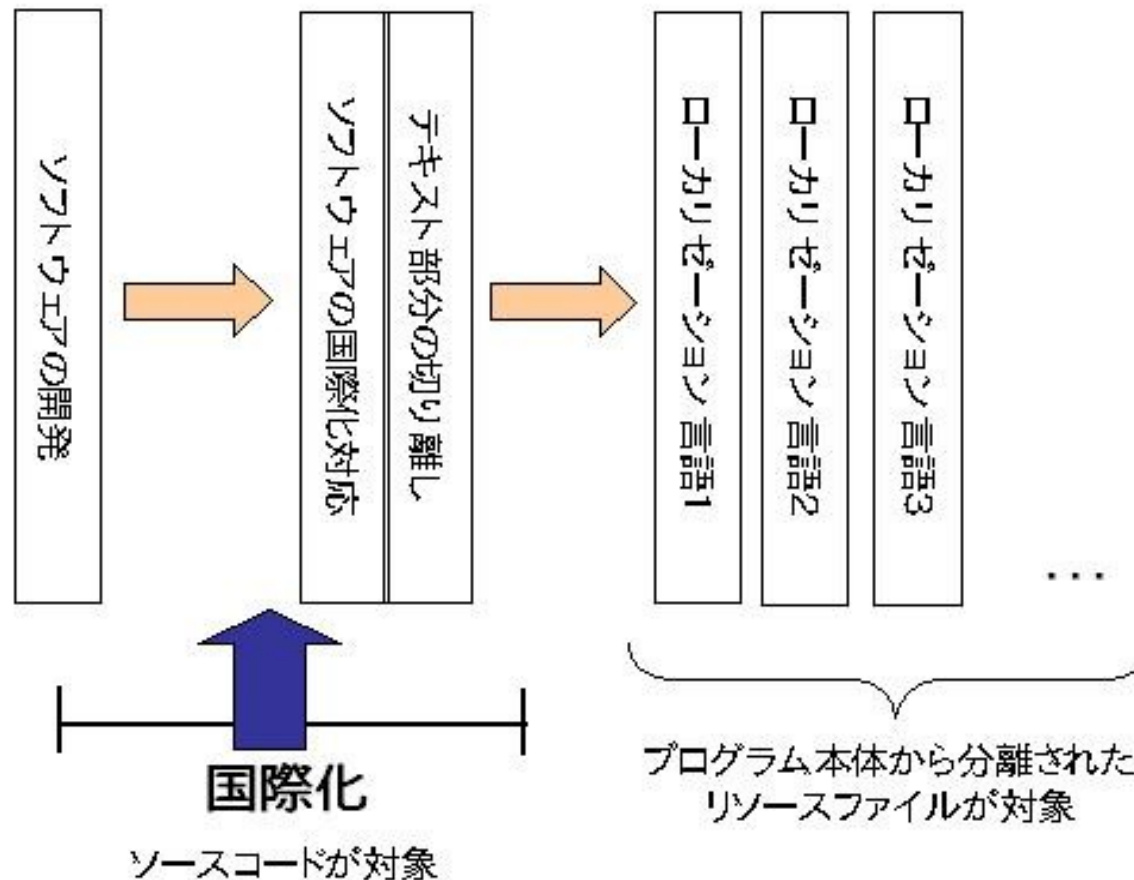 ソフトウェアの開発
ソフトウェアの国際化対応
テキスト部分の切り離し
ローカリゼーション言語1
ローカリゼーション言語2
ローカリゼーション言語3
...
国際化
ソースコードが対象
プログラム本体から分離された
リソースファイルが対象